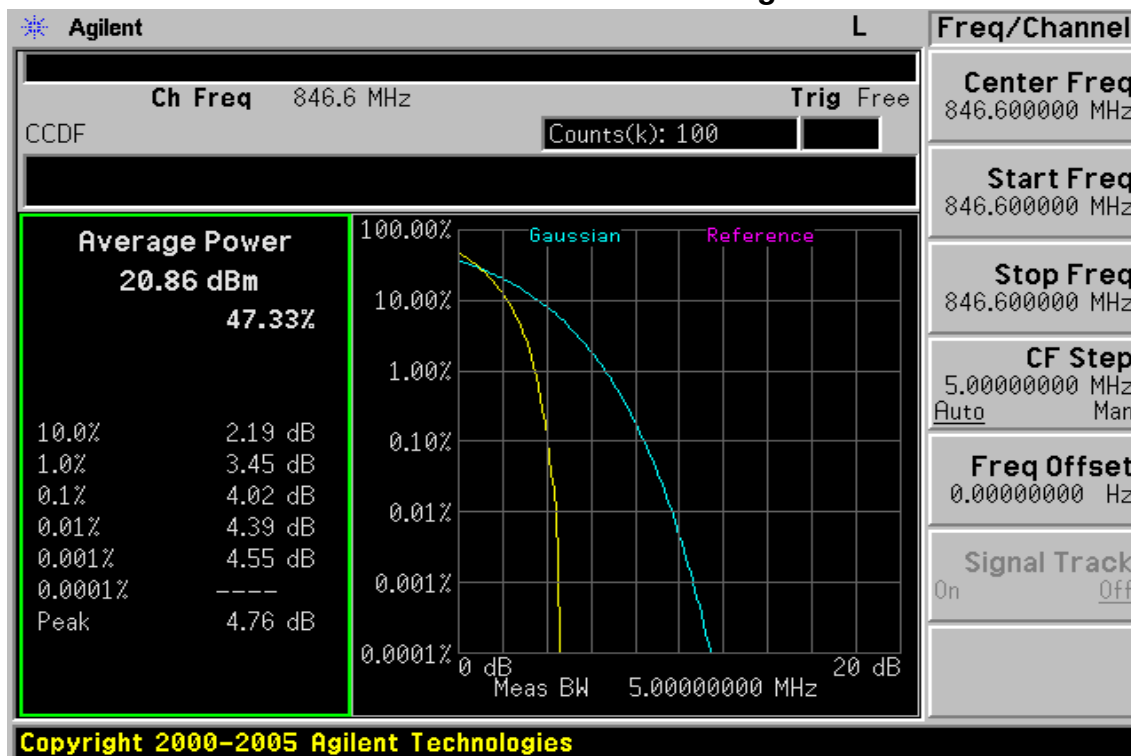 Agilent L Freq/Channel
Ch Freq 846.6 MHz Trig Free
CCDF Counts(k): 100
Center Freq
846.600000 MHz
Start Freq
846.600000 MHz
Stop Freq
846.600000 MHz
CF Step
5.00000000 MHz
Auto Man
Freq Offset
0.00000000 Hz
Signal Track
On Off
Average Power
20.86 dBm
47.33%
10.0% 2.19 dB
1.0% 3.45 dB
0.1% 4.02 dB
0.01% 4.39 dB
0.001% 4.55 dB
0.0001% ----
Peak 4.76 dB
Gaussian Reference
100.00%
10.00%
1.00%
0.10%
0.01%
0.001%
0.0001%
0 dB 20 dB
Meas BW 5.00000000 MHz
Copyright 2000-2005 Agilent Technologies